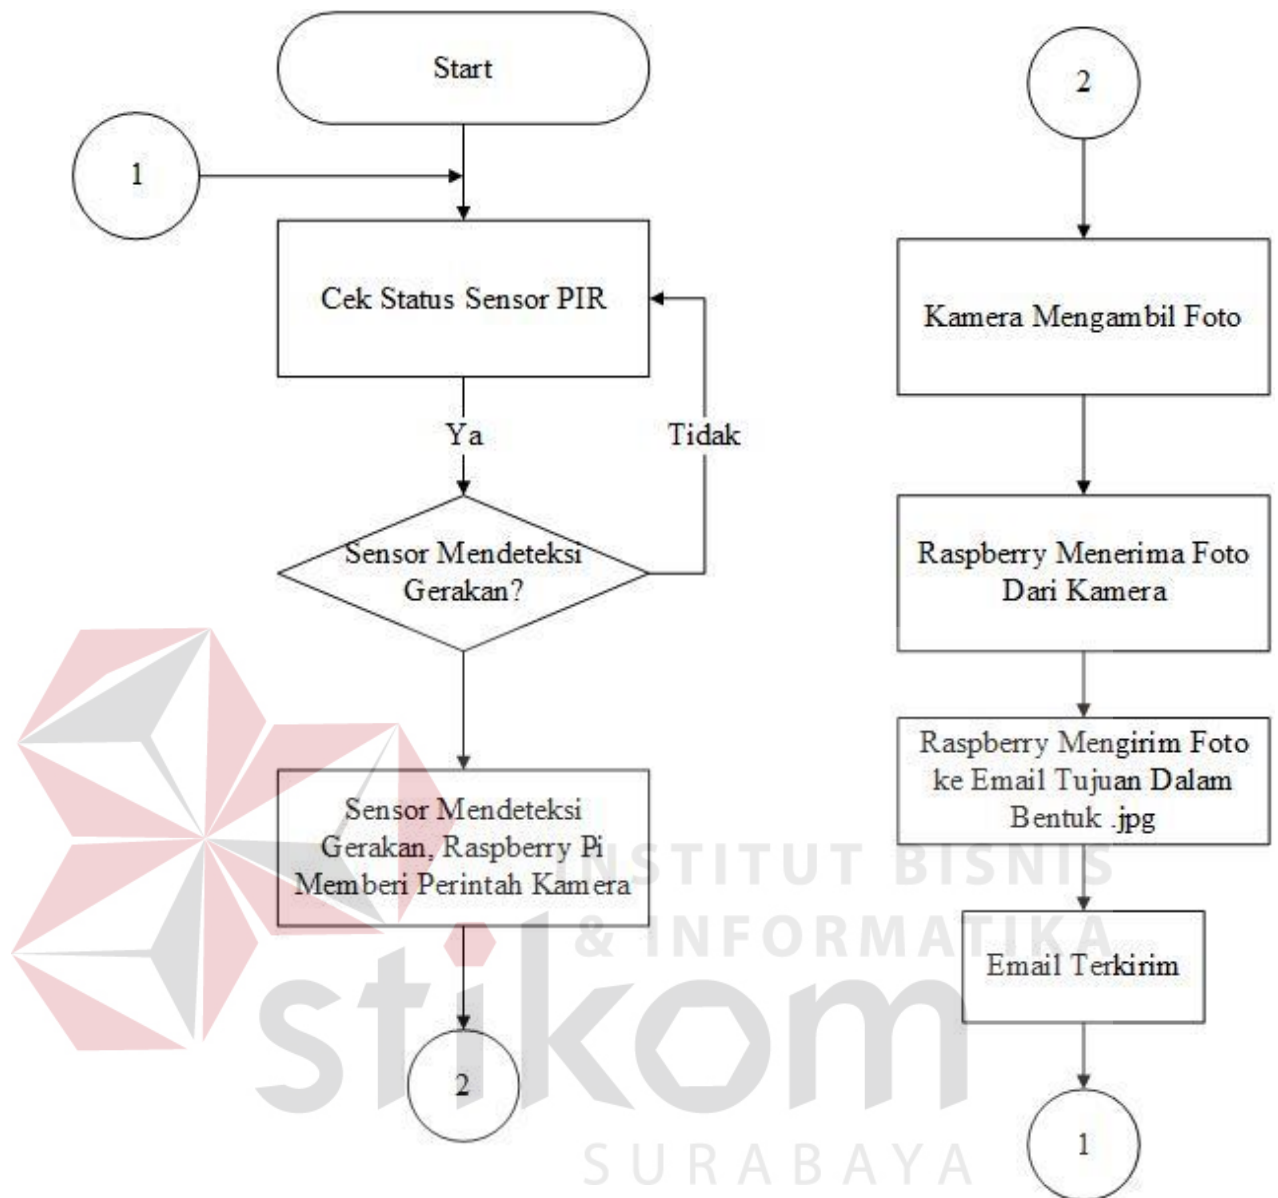 Start
1
Cek Status Sensor PIR
Ya
Tidak
Sensor Mendeteksi
Gerakan?
Sensor Mendeteksi
Gerakan, Raspberry Pi
Memberi Perintah Kamera
2
2
Kamera Mengambil Foto
Raspberry Menerima Foto
Dari Kamera
Raspberry Mengirim Foto
ke Email Tujuan Dalam
Bentuk .jpg
Email Terkirim
1
INSTITUT BISNIS
& INFORMATIKA
stikom
SURABAYA